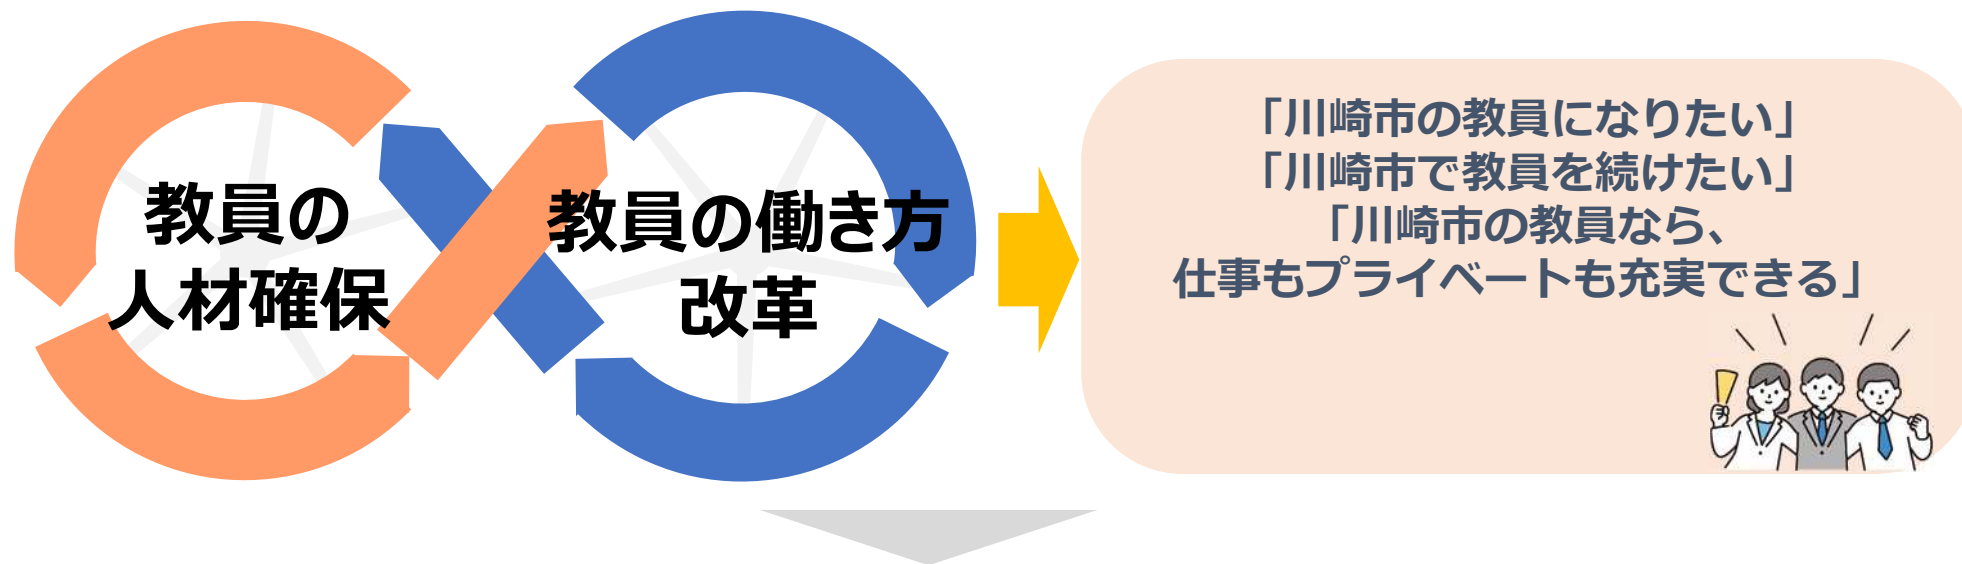 教員の
人材確保
教員の働き方
改革
「川崎市の教員になりたい」
「川崎市で教員を続けたい」
「川崎市の教員なら、
仕事もプライベートも充実できる」